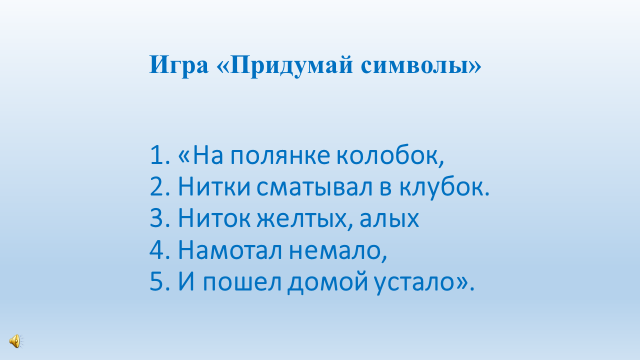 Игра «Придумай символы»
1. «На полянке колобок,
2. Нитки сматывал в клубок.
3. Ниток желтых, алых
4. Намотал немало,
5. И пошел домой устало».